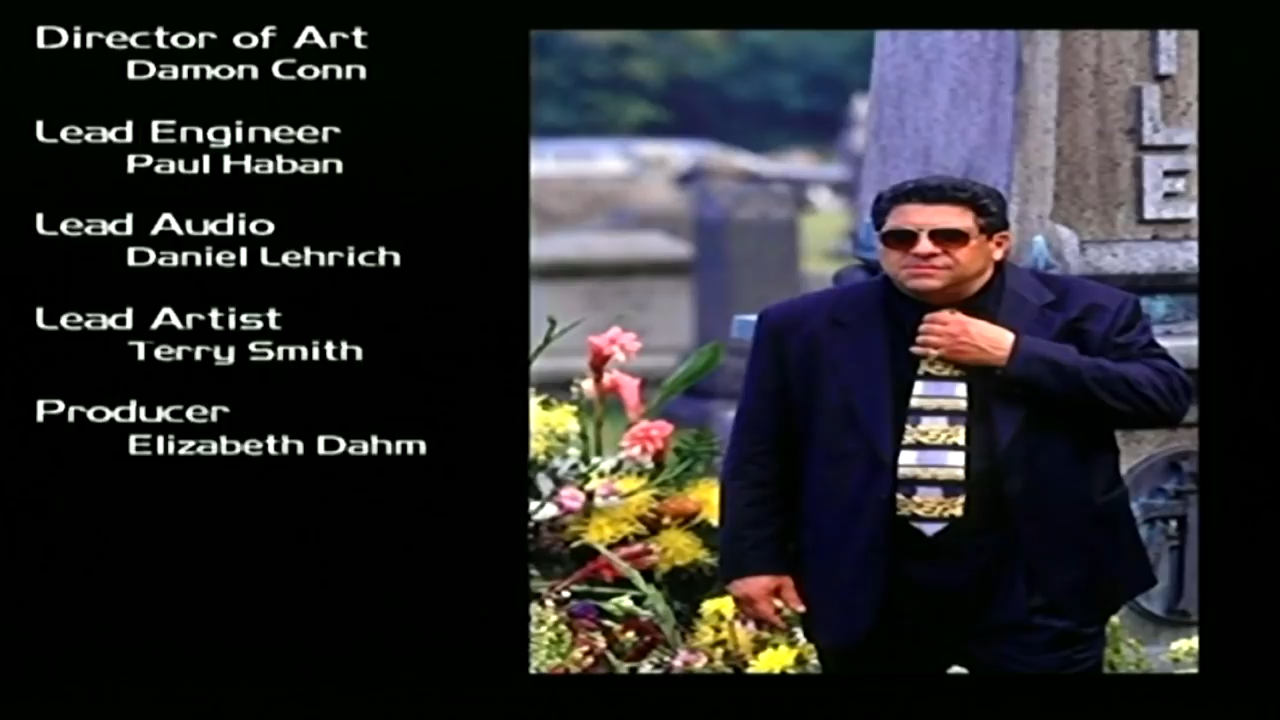 Director of Art
Damon Conn
Lead Engineer
Paul Haban
Lead Audio
Daniel Lehrich
Lead Artist
Terry Smith
Producer
Elizabeth Dahm
I
L
E